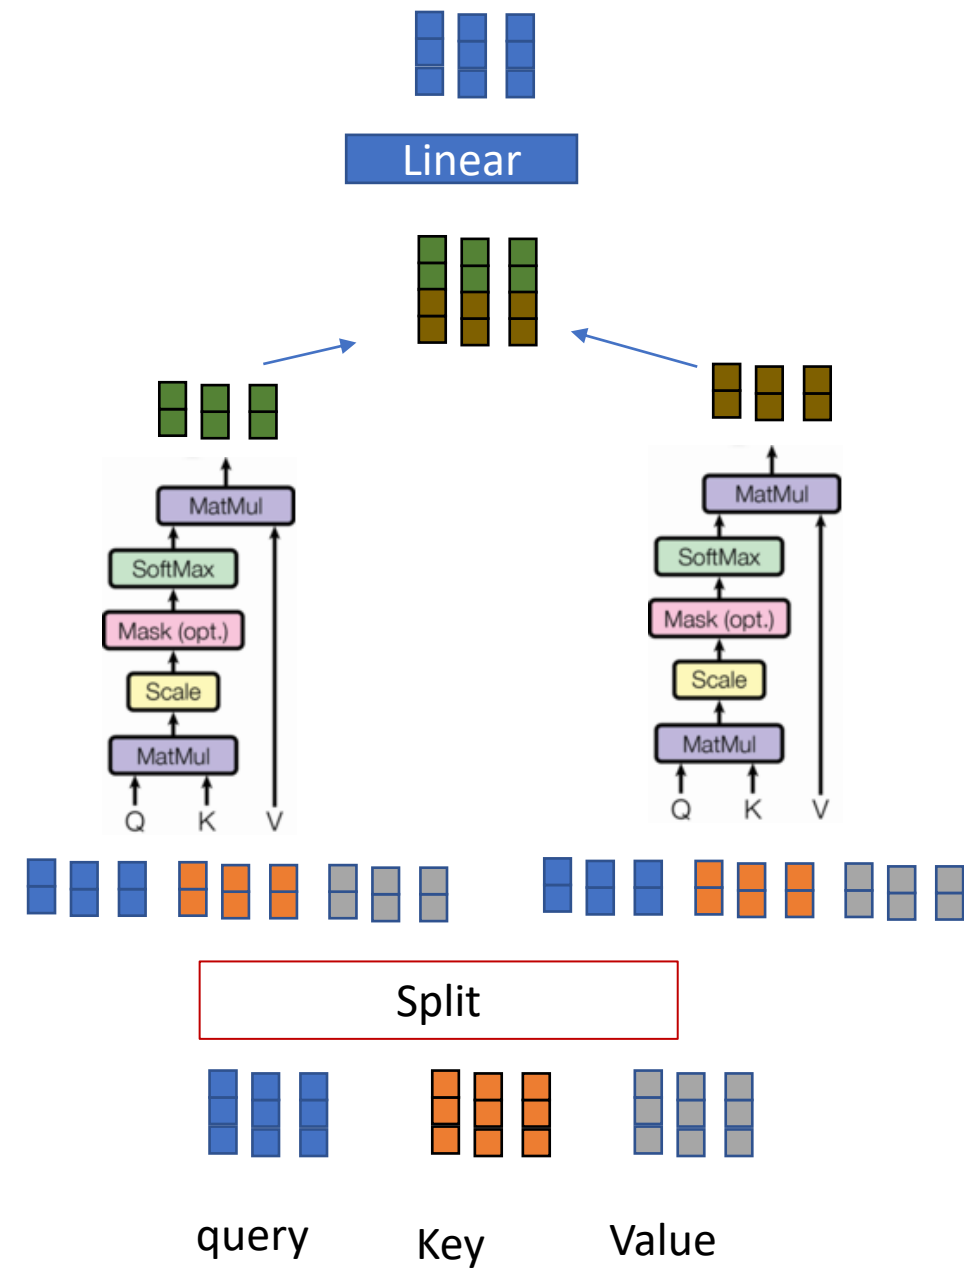 Linear
MatMul
SoftMax
Mask (opt.)
Scale
MatMul
Q K V
MatMul
SoftMax
Mask (opt.)
Scale
MatMul
Q K V
Split
query Key Value